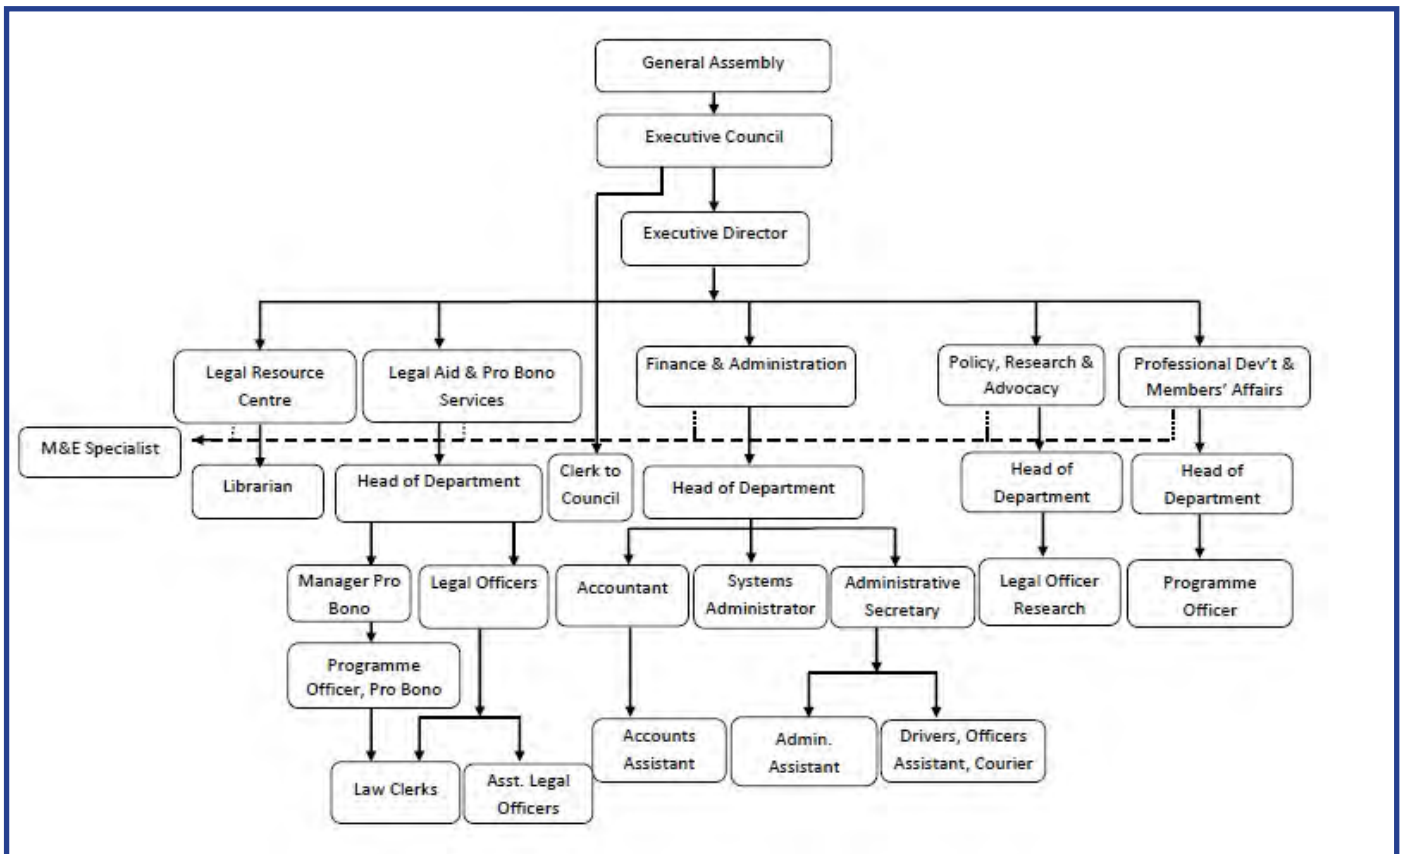 General Assembly
Executive Council
Executive Director
Legal Resource
Centre
Legal Aid & Pro Bono
Services
Finance & Administration
Policy, Research &
Advocacy
Professional Dev't &
Members' Affairs
M&E Specialist
Librarian
Head of Department
Clerk to
Council
Head of Department
Head of
Department
Head of
Department
Manager Pro
Bono
Legal Officers
Accountant
Systems
Administrator
Administrative
Secretary
Legal Officer
Research
Programme
Officer
Programme
Officer, Pro Bono
Law Clerks
Asst. Legal
Officers
Accounts
Assistant
Admin.
Assistant
Drivers, Officers
Assistant, Courier